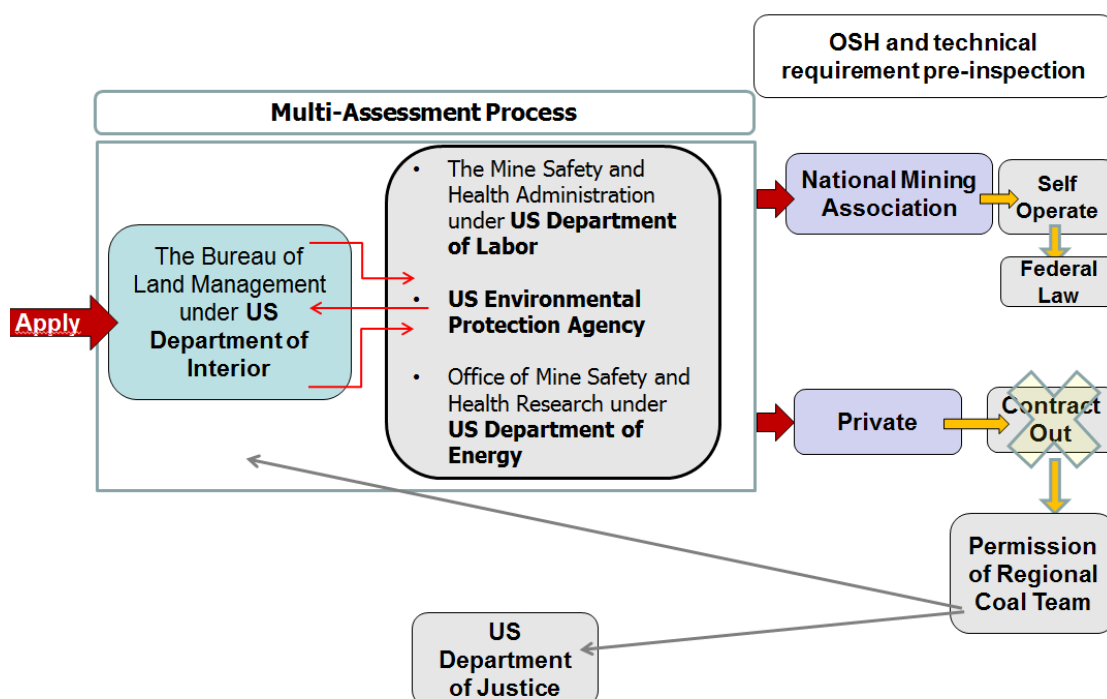 OSH and technical
requirement pre-inspection
Multi-Assessment Process
Apply
The Bureau of
Land Management
under US
Department of
Interior
• The Mine Safety and
Health Administration
under US Department
of Labor
• US Environmental
Protection Agency
• Office of Mine Safety and
Health Research under
US Department of
Energy
National Mining
Association
Self
Operate
Federal
Law
Private
Contract
Out
Permission
of Regional
Coal Team
US
Department
of Justice